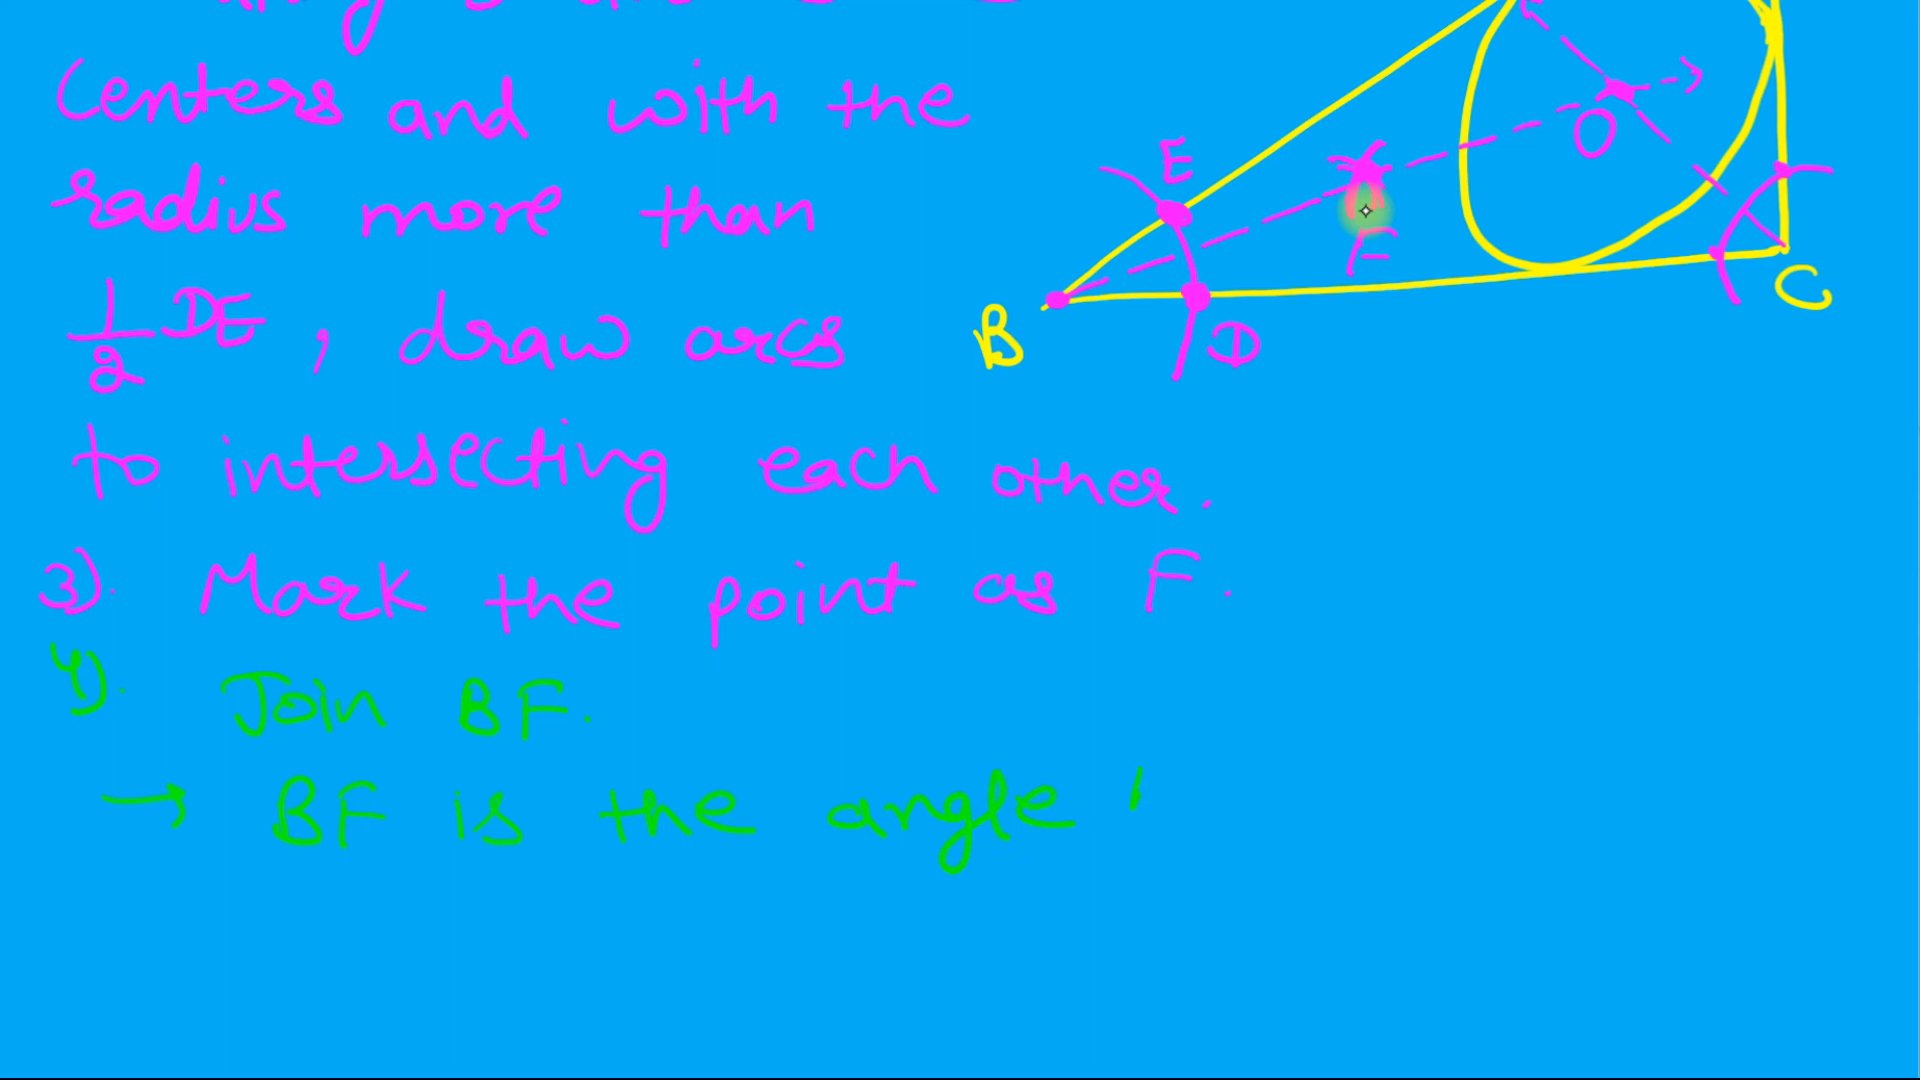 Centers and with the
radius more than
1/2 DE, draw arcs
to interssecting each other.
3). Mark the point as F.
4). Join BF.
→ BF is the angle
E
O
F
B
D
C